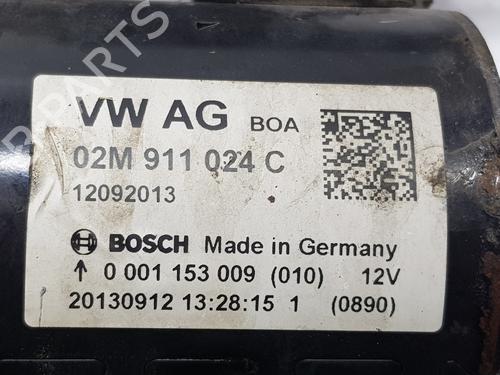 VW AG BOA
02M 911 024 C
12092013
BOSCH Made in Germany
↑ 0 001 153 009 (010) 12V
20130912 13:28:15 1 (0890)
PARTS